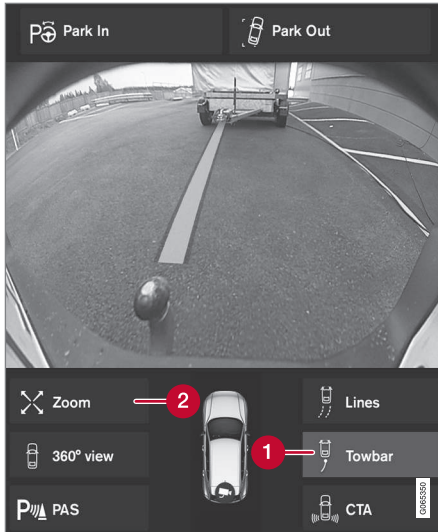 Park In
Park Out
Zoom
2
Lines
360° view
1
Towbar
PAS
CTA
G065350